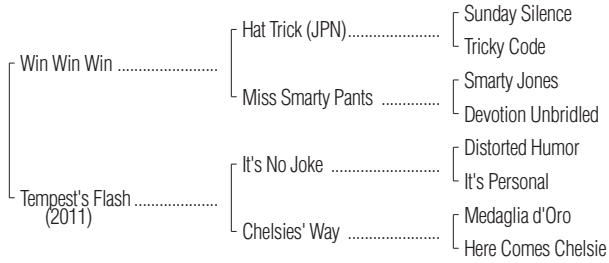 Sunday Silence
Hat Trick (JPN)....................
Tricky Code
Win Win Win ......................
Smarty Jones
Miss Smarty Pants .............
Devotion Unbridled
Distorted Humor
It's No Joke ........................
It's Personal
Tempest's Flash ..................
(2011)
Medaglia d'Oro
Chelsies' Way ....................
Here Comes Chelsie